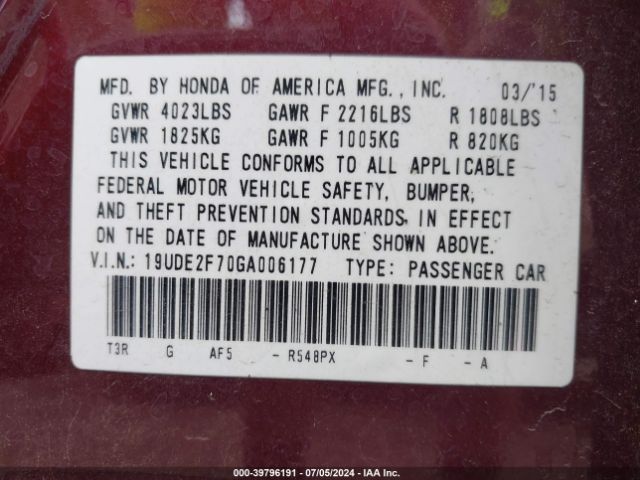 MFD. BY HONDA OF AMERICA MFG., INC. 03/'15
GVWR 4023LBS GAWR F 2216LBS R 1808LBS
GVWR 1825KG GAWR F 1005KG R 820KG
THIS VEHICLE CONFORMS TO ALL APPLICABLE
FEDERAL MOTOR VEHICLE SAFETY, BUMPER,
AND THEFT PREVENTION STANDARDS IN EFFECT
ON THE DATE OF MANUFACTURE SHOWN ABOVE.
V.I.N.: 19UDE2F70GA006177 TYPE: PASSENGER CAR
T3R G AF5 - R548PX - F - A
000-39796191 - 07/05/2024 - IAA Inc.